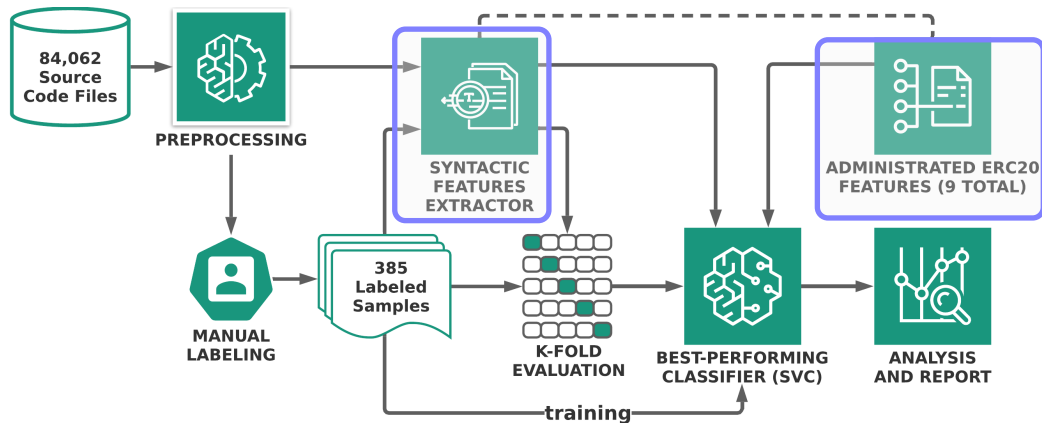 84,062
Source
Code Files
PREPROCESSING
SYNTACTIC
FEATURES
EXTRACTOR
ADMINISTRATED ERC20
FEATURES (9 TOTAL)
MANUAL
LABELING
385
Labeled
Samples
K-FOLD
EVALUATION
BEST-PERFORMING
CLASSIFIER (SVC)
ANALYSIS
AND REPORT
training